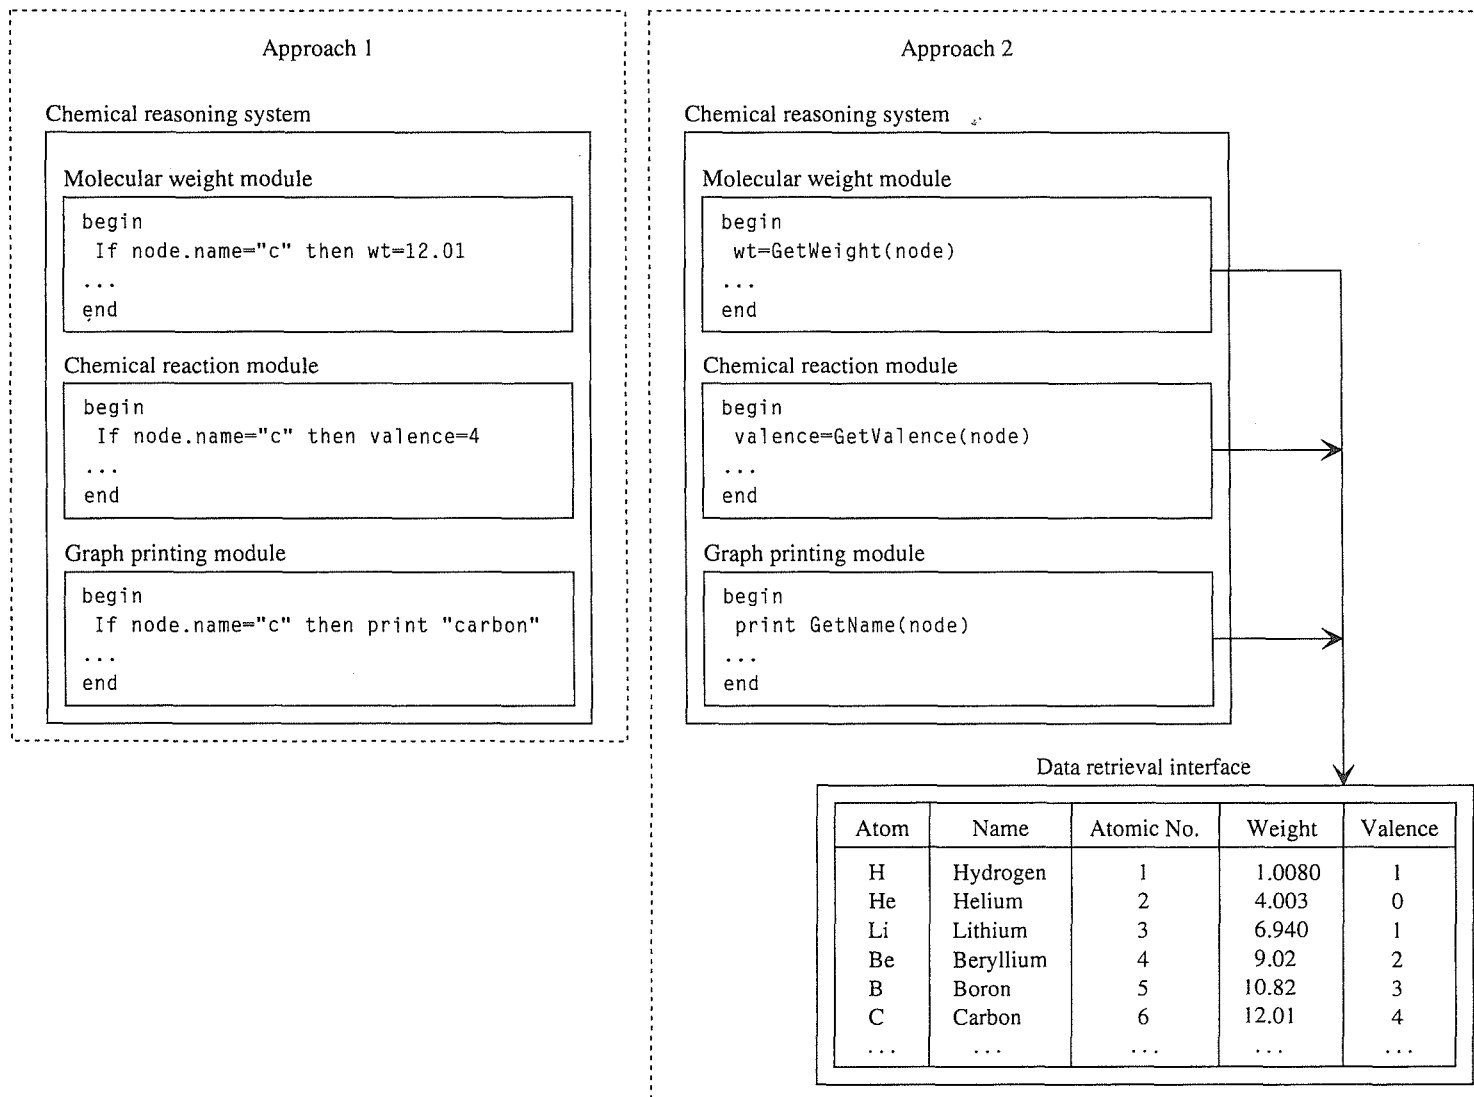 Approach 1
Chemical reasoning system
Molecular weight module
begin
If node.name="c" then wt=12.01
...
end
Chemical reaction module
begin
If node.name="c" then valence=4
...
end
Graph printing module
begin
If node.name="c" then print "carbon"
...
end
Approach 2
Chemical reasoning system
Molecular weight module
begin
wt=GetWeight(node)
...
end
Chemical reaction module
begin
valence=GetValence(node)
...
end
Graph printing module
begin
print GetName(node)
...
end
Data retrieval interface
Atom Name Atomic No. Weight Valence
H Hydrogen 1 1.0080 1
He Helium 2 4.003 0
Li Lithium 3 6.940 1
Be Beryllium 4 9.02 2
B Boron 5 10.82 3
C Carbon 6 12.01 4
... ... ... ... ...